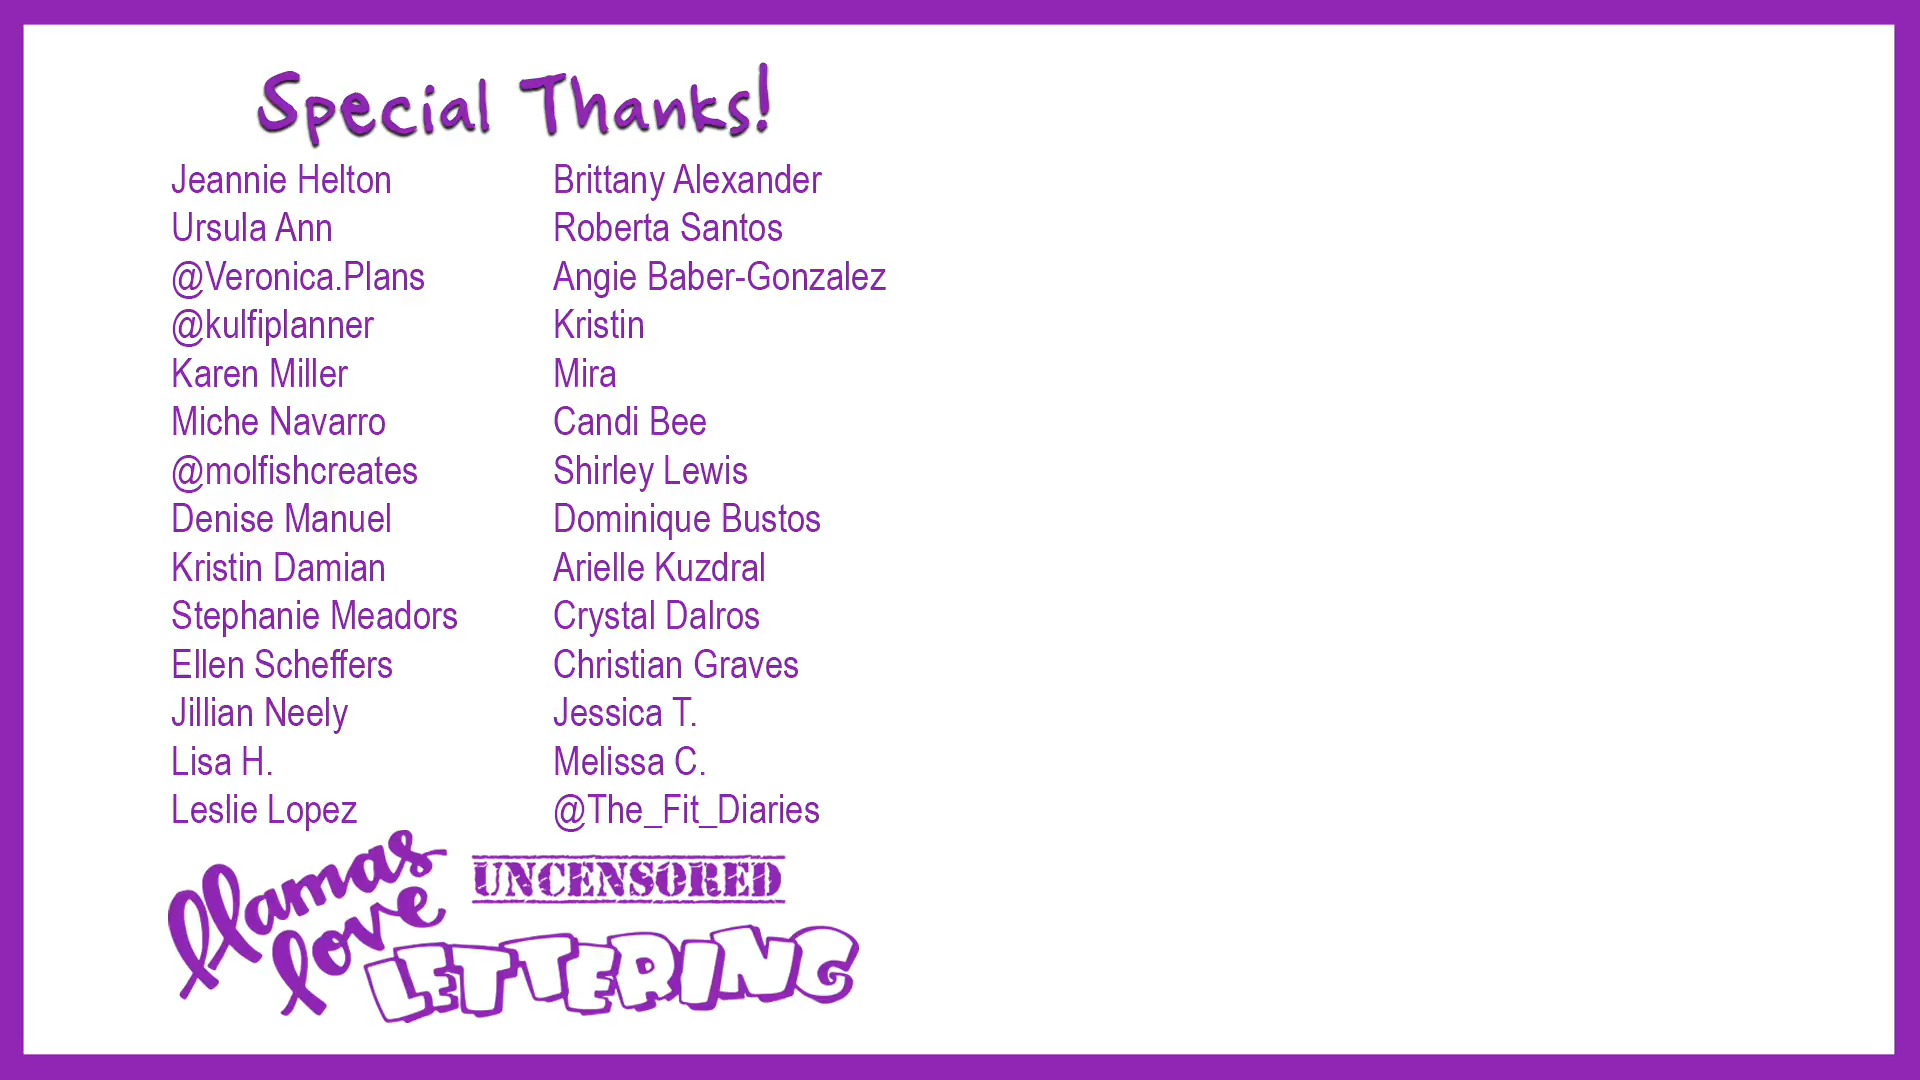 Special Thanks!
Jeannie Helton
Ursula Ann
@Veronica.Plans
@kulfiplanner
Karen Miller
Miche Navarro
@molfishcreates
Denise Manuel
Kristin Damian
Stephanie Meadors
Ellen Scheffers
Jillian Neely
Lisa H.
Leslie Lopez
Brittany Alexander
Roberta Santos
Angie Baber-Gonzalez
Kristin
Mira
Candi Bee
Shirley Lewis
Dominique Bustos
Arielle Kuzdral
Crystal Dalros
Christian Graves
Jessica T.
Melissa C.
@The_Fit_Diaries
llamas
love
UNCENSORED
LETTERING